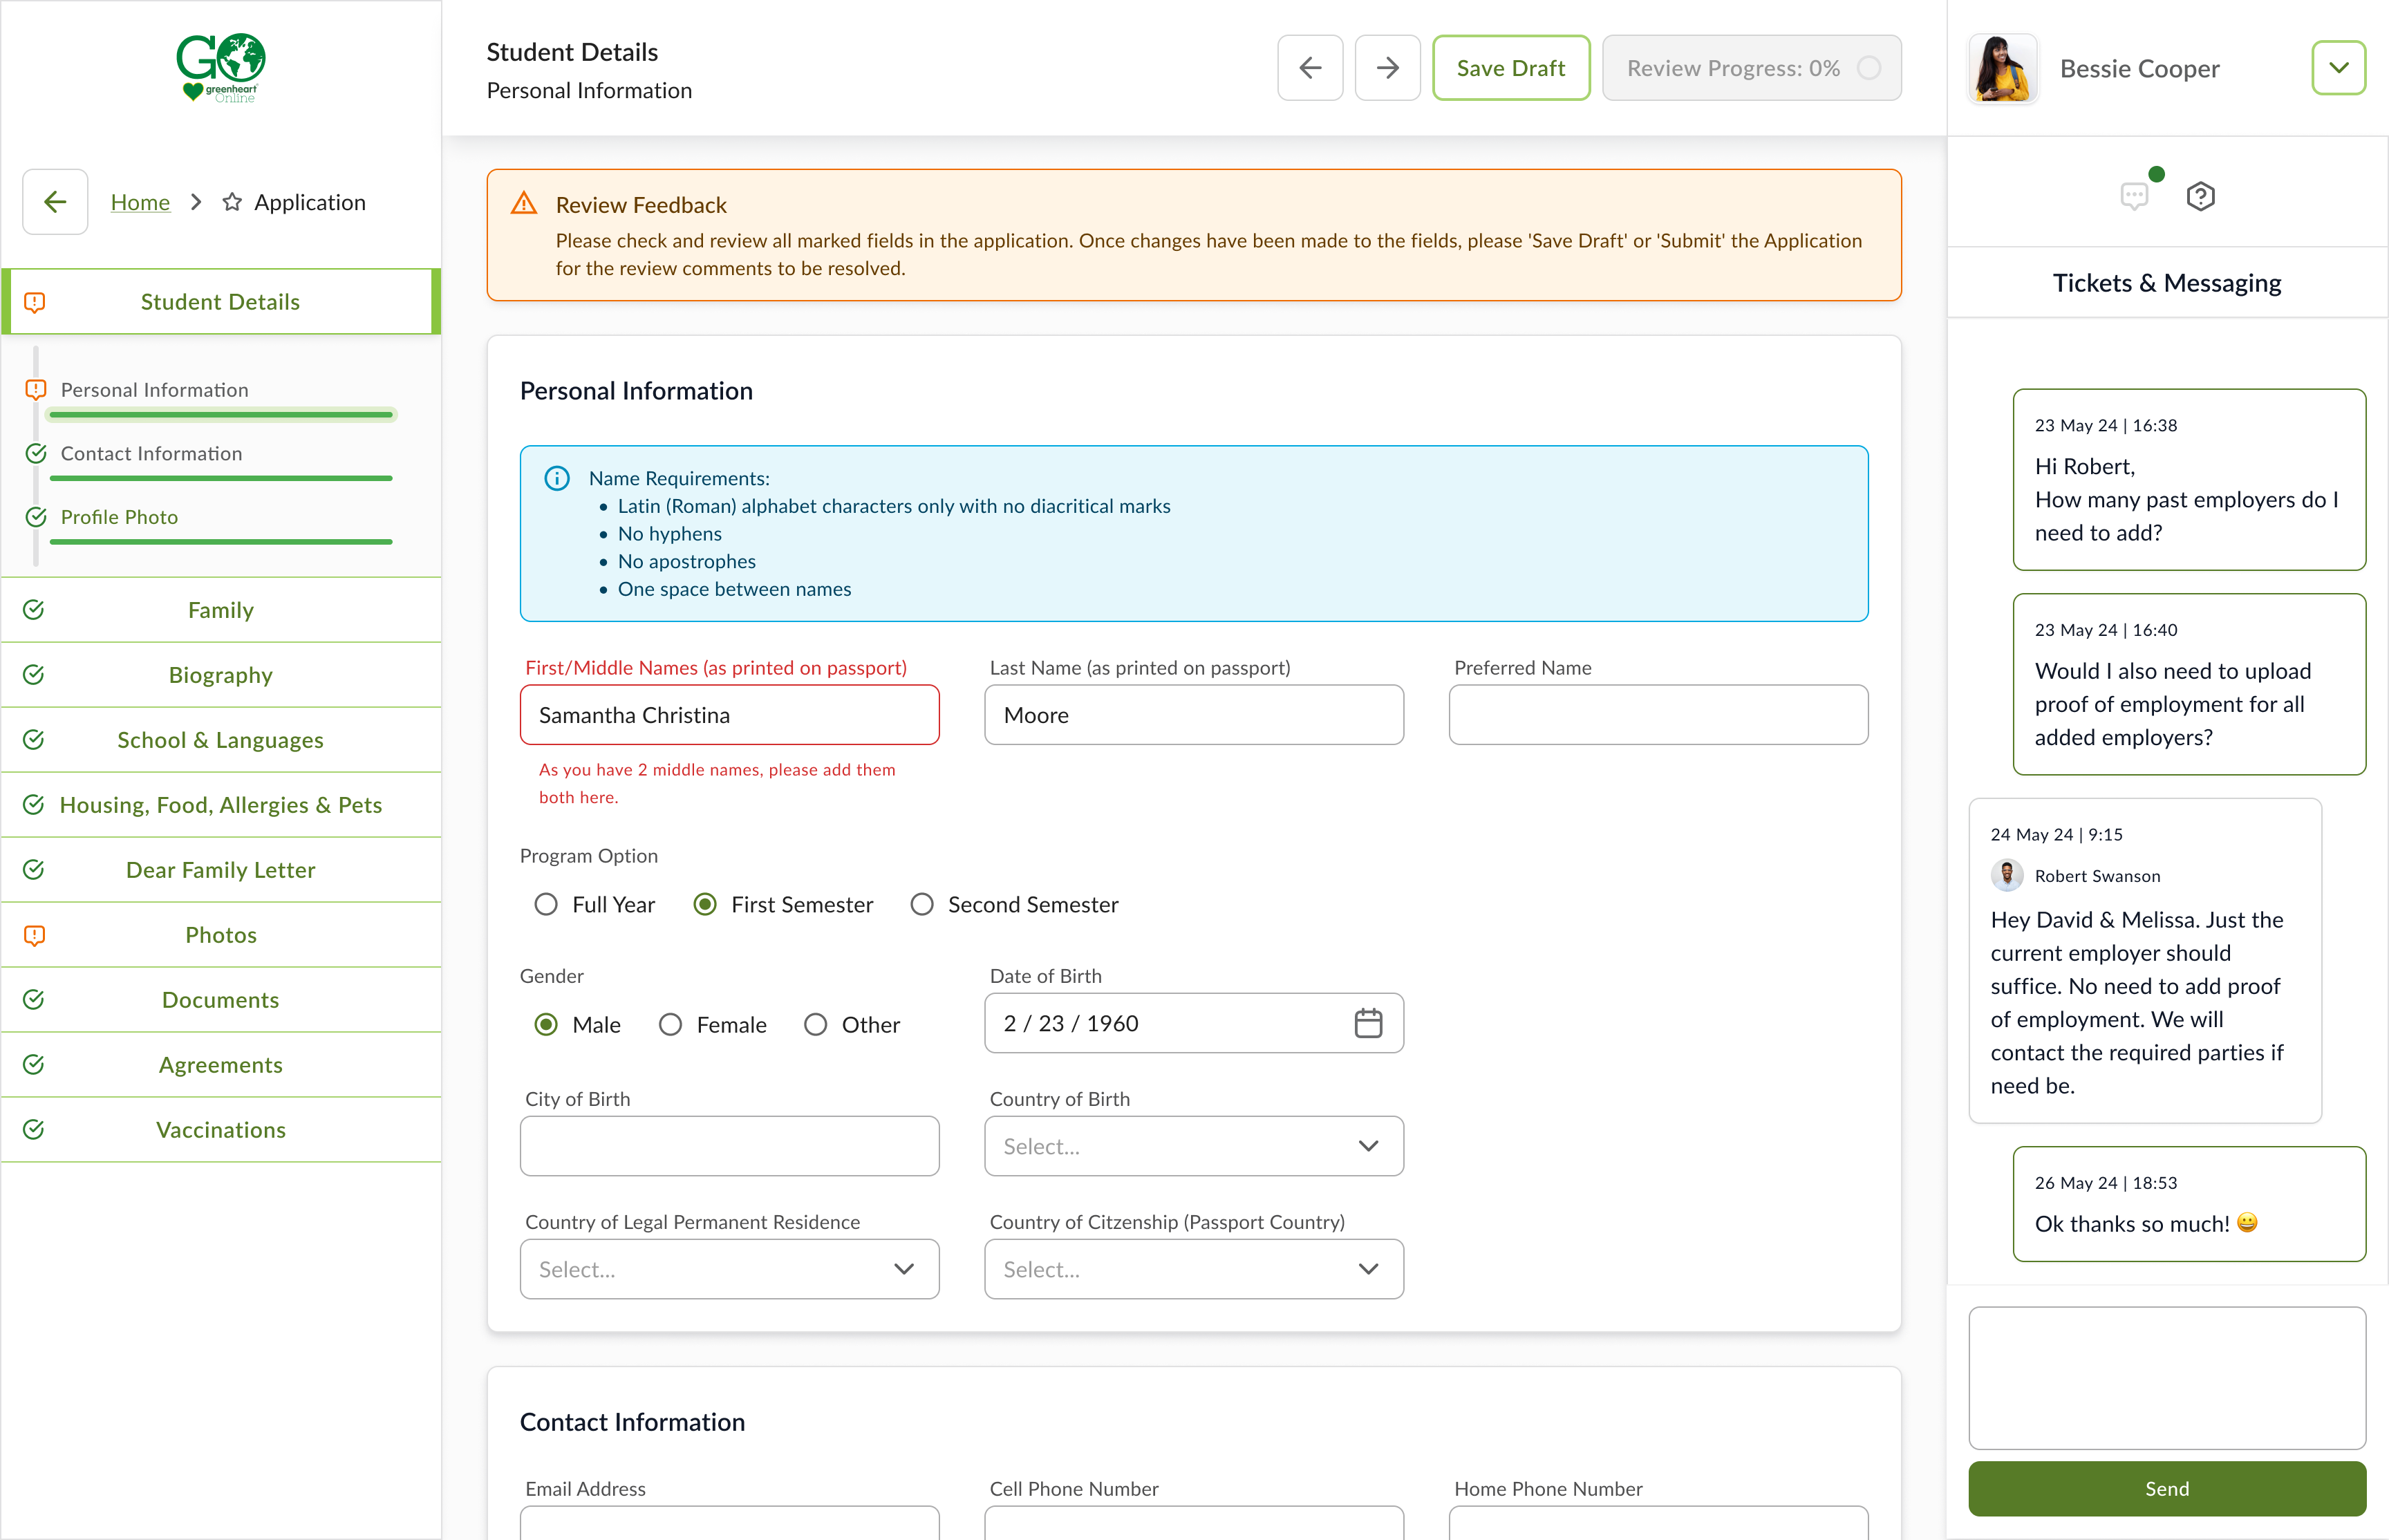 GO
greenheart
Online
Home
Application
Student Details
Personal Information
Contact Information
Profile Photo
Family
Biography
School & Languages
Housing, Food, Allergies & Pets
Dear Family Letter
Photos
Documents
Agreements
Vaccinations
Student Details
Personal Information
Save Draft
Review Progress: 0%
Review Feedback
Please check and review all marked fields in the application. Once changes have been made to the fields, please 'Save Draft' or 'Submit' the Application
for the review comments to be resolved.
Personal Information
Name Requirements:
• Latin (Roman) alphabet characters only with no diacritical marks
• No hyphens
• No apostrophes
• One space between names
First/Middle Names (as printed on passport)
Samantha Christina
As you have 2 middle names, please add them
both here.
Last Name (as printed on passport)
Moore
Preferred Name
Program Option
Full Year
First Semester
Second Semester
Gender
Male
Female
Other
Date of Birth
2 / 23 / 1960
City of Birth
Country of Birth
Select...
Country of Legal Permanent Residence
Select...
Country of Citzenship (Passport Country)
Select...
Contact Information
Email Address
Cell Phone Number
Home Phone Number
Bessie Cooper
Tickets & Messaging
23 May 24 | 16:38
Hi Robert,
How many past employers do I
need to add?
23 May 24 | 16:40
Would I also need to upload
proof of employment for all
added employers?
24 May 24 | 9:15
Robert Swanson
Hey David & Melissa. Just the
current employer should
suffice. No need to add proof
of employment. We will
contact the required parties if
need be.
26 May 24 | 18:53
Ok thanks so much! 😀
Send